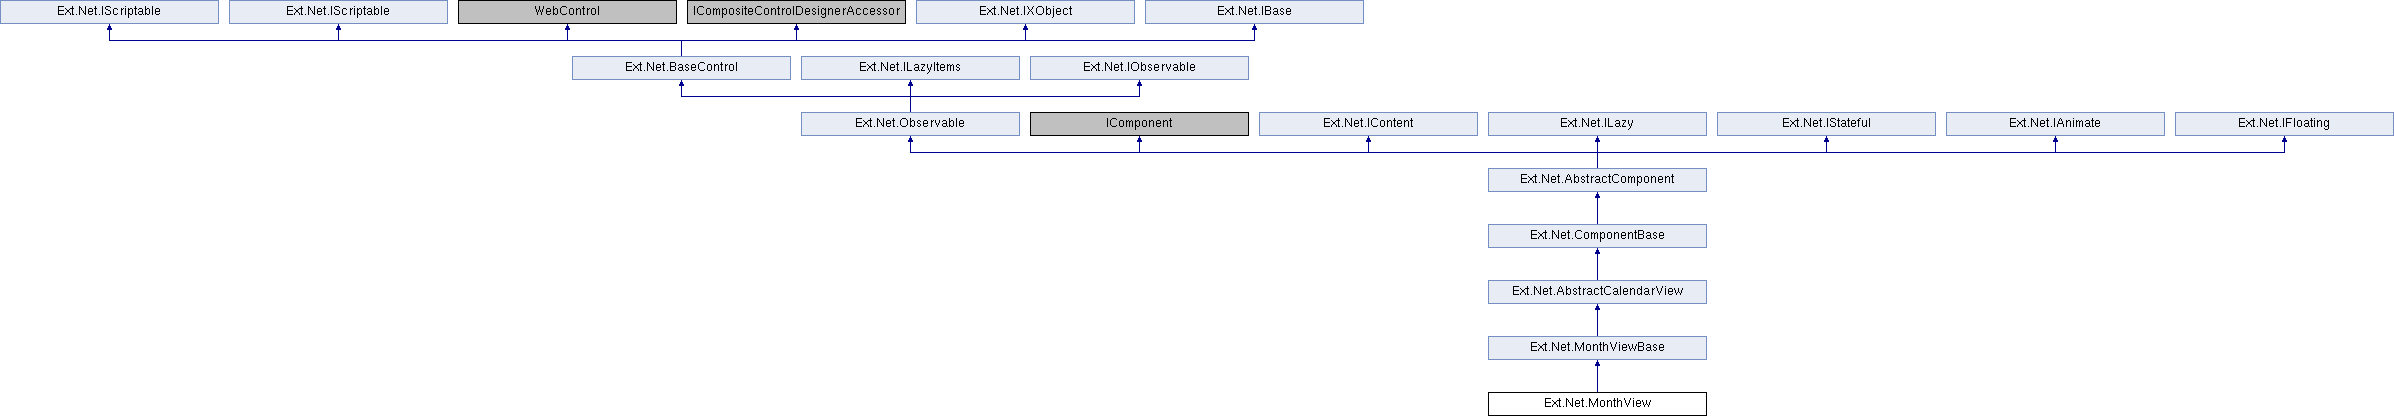 Ext.Net.IScriptable
Ext.Net.IScriptable
WebControl
ICompositeControlDesignerAccessor
Ext.Net.IXObject
Ext.Net.IBase
Ext.Net.BaseControl
Ext.Net.ILazyItems
Ext.Net.IObservable
Ext.Net.Observable
IComponent
Ext.Net.IContent
Ext.Net.ILazy
Ext.Net.IStateful
Ext.Net.IAnimate
Ext.Net.IFloating
Ext.Net.AbstractComponent
Ext.Net.ComponentBase
Ext.Net.AbstractCalendarView
Ext.Net.MonthViewBase
Ext.Net.MonthView